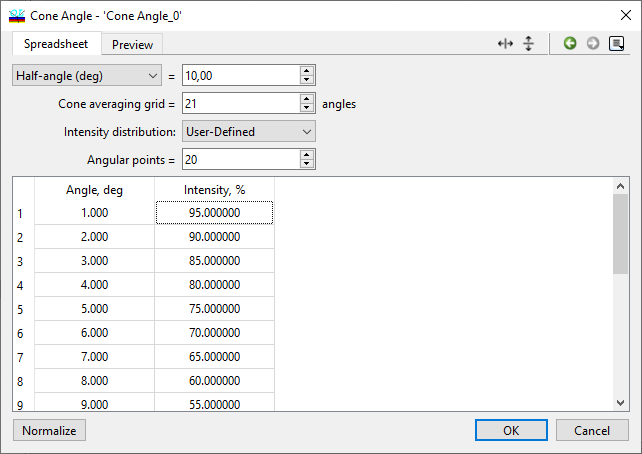 Cone Angle - 'Cone Angle_0'
Spreadsheet Preview
Half-angle (deg) = 10,00
Cone averaging grid = 21 angles
Intensity distribution: User-Defined
Angular points = 20
Angle, deg Intensity, %
1 1.000 95.000000
2 2.000 90.000000
3 3.000 85.000000
4 4.000 80.000000
5 5.000 75.000000
6 6.000 70.000000
7 7.000 65.000000
8 8.000 60.000000
9 9.000 55.000000
Normalize OK Cancel